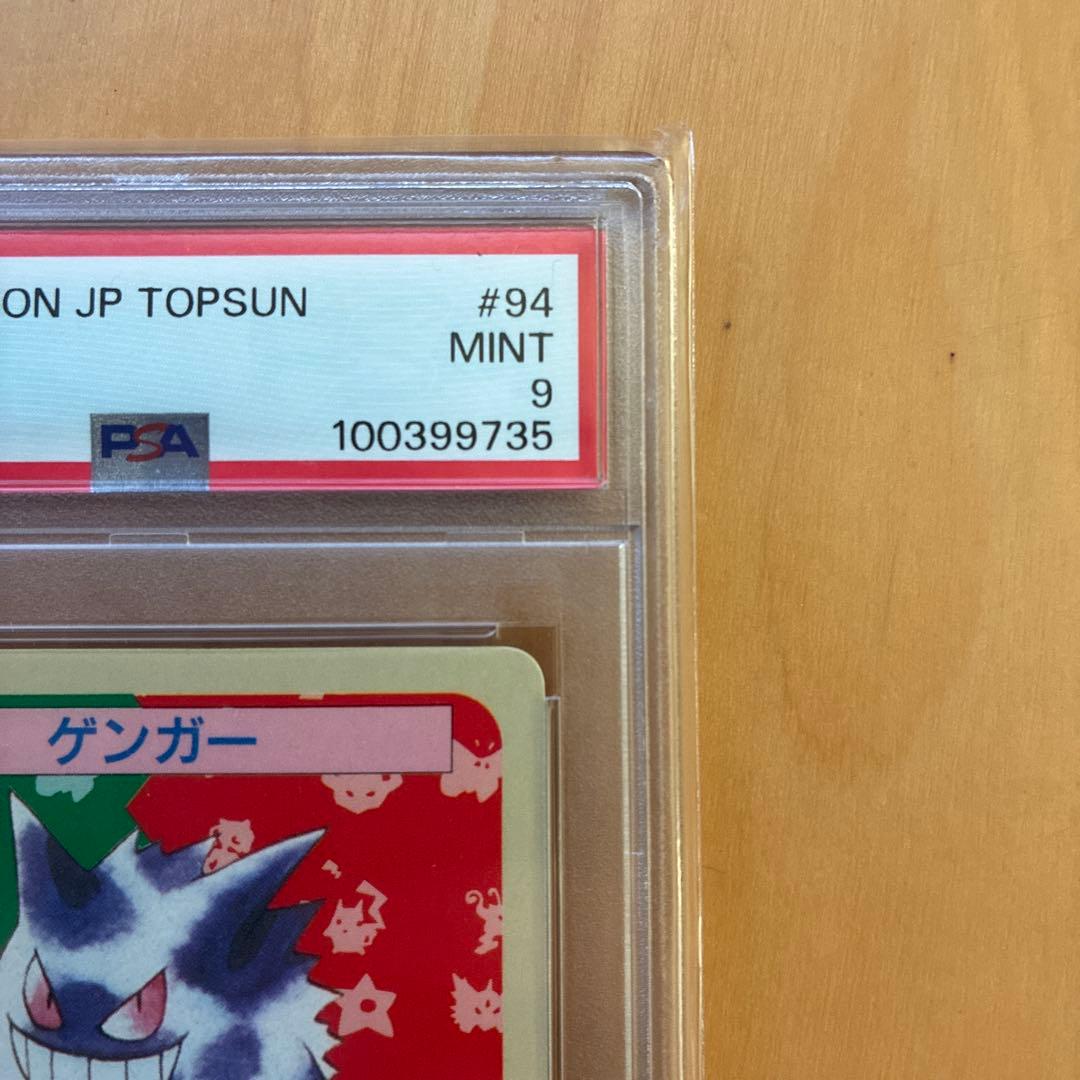 ON JP TOPSUN #94
MINT
9
PSA 100399735
ゲンガー